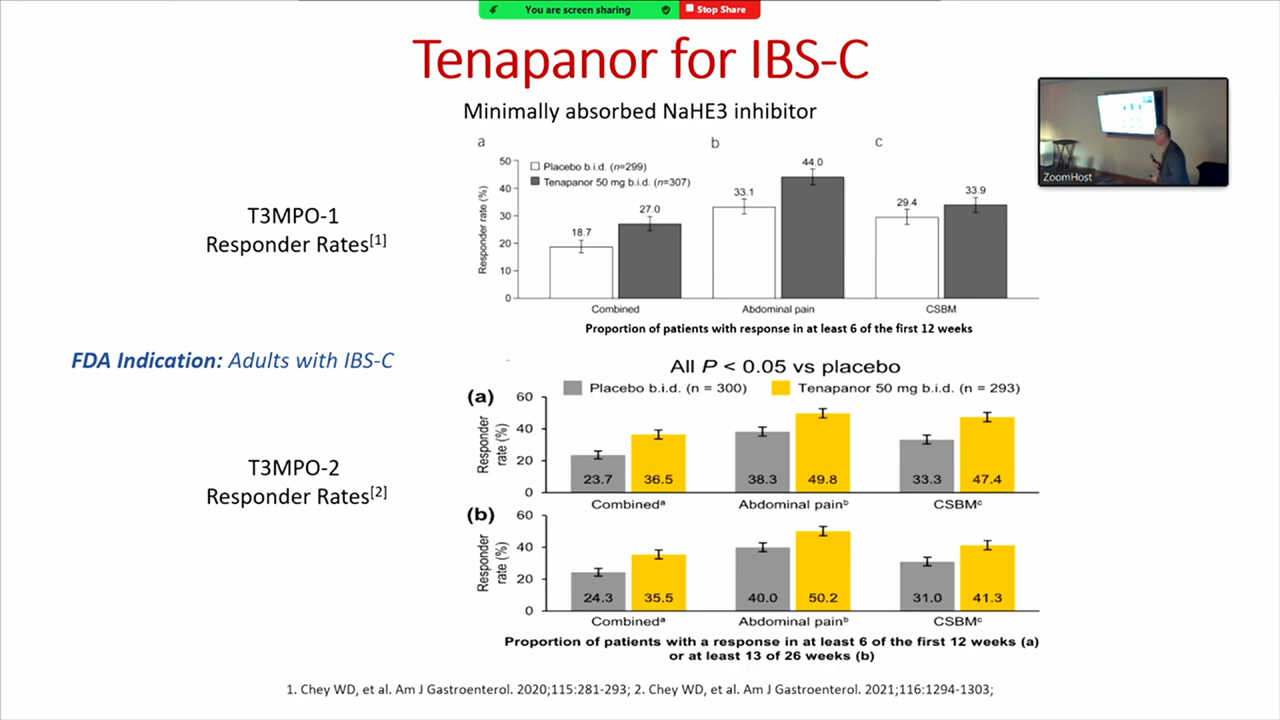 You are screen sharing
Stop Share
Tenapanor for IBS-C
Minimally absorbed NaHE3 inhibitor
ZoomHost
T3MPO-1
Responder Rates[1]
a
b
c
Placebo b.i.d. (n=299)
Tenapanor 50 mg b.i.d. (n=307)
Responder rate (%)
50
40
30
20
10
0
18.7
27.0
33.1
44.0
29.4
33.9
Combined
Abdominal pain
CSBM
Proportion of patients with response in at least 6 of the first 12 weeks
FDA Indication: Adults with IBS-C
All P < 0.05 vs placebo
T3MPO-2
Responder Rates[2]
Placebo b.i.d. (n = 300)
Tenapanor 50 mg b.i.d. (n = 293)
(a)
Responder
rate (%)
60
40
20
0
23.7
36.5
38.3
49.8
33.3
47.4
Combinedᵃ
Abdominal painᵇ
CSBMᶜ
(b)
Responder
rate (%)
60
40
20
0
24.3
35.5
40.0
50.2
31.0
41.3
Combinedᵃ
Abdominal painᵇ
CSBMᶜ
Proportion of patients with a response in at least 6 of the first 12 weeks (a)
or at least 13 of 26 weeks (b)
1. Chey WD, et al. Am J Gastroenterol. 2020;115:281-293; 2. Chey WD, et al. Am J Gastroenterol. 2021;116:1294-1303;